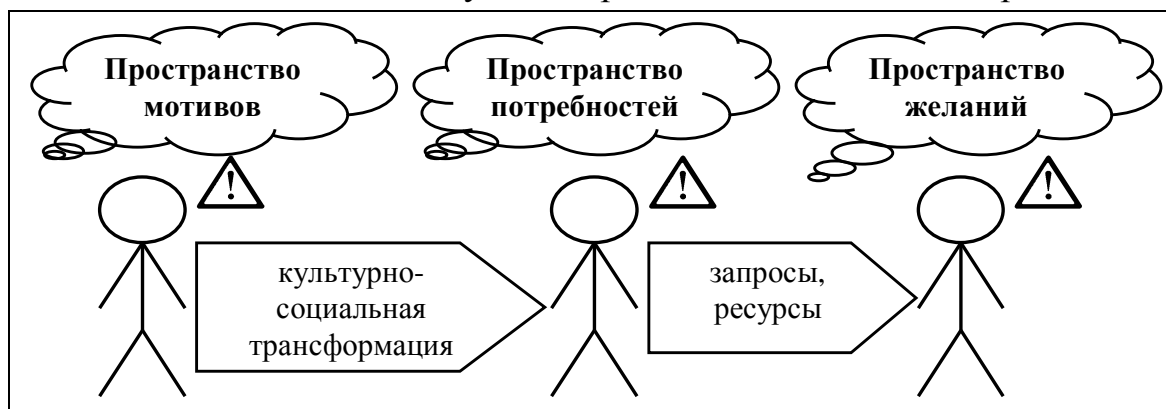 Пространство
мотивов
Пространство
потребностей
Пространство
желаний
!
!
!
культурно-
социальная
трансформация
запросы,
ресурсы